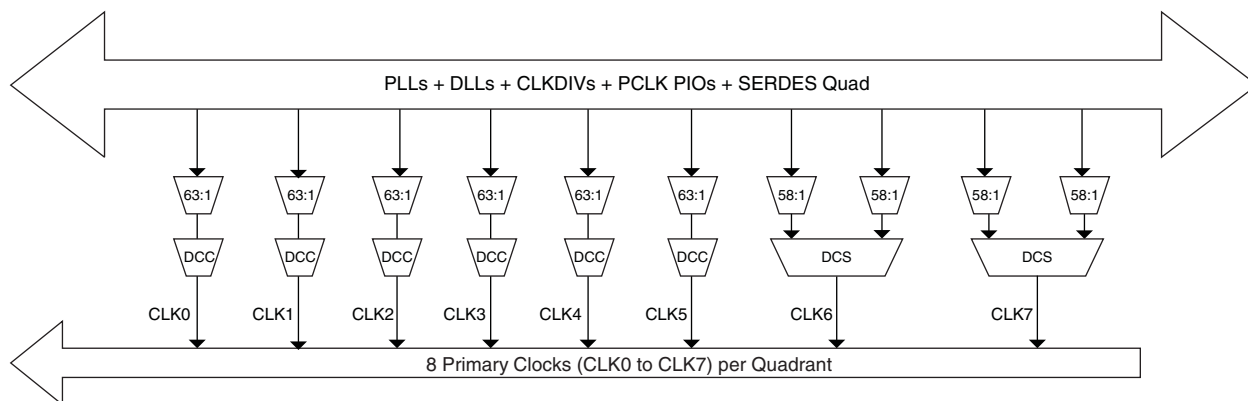 PLLs + DLLs + CLKDIVs + PCLK PIOs + SERDES Quad
63:1 63:1 63:1 63:1 63:1 63:1 58:1 58:1 58:1 58:1
DCC DCC DCC DCC DCC DCC DCS DCS
CLK0 CLK1 CLK2 CLK3 CLK4 CLK5 CLK6 CLK7
8 Primary Clocks (CLK0 to CLK7) per Quadrant